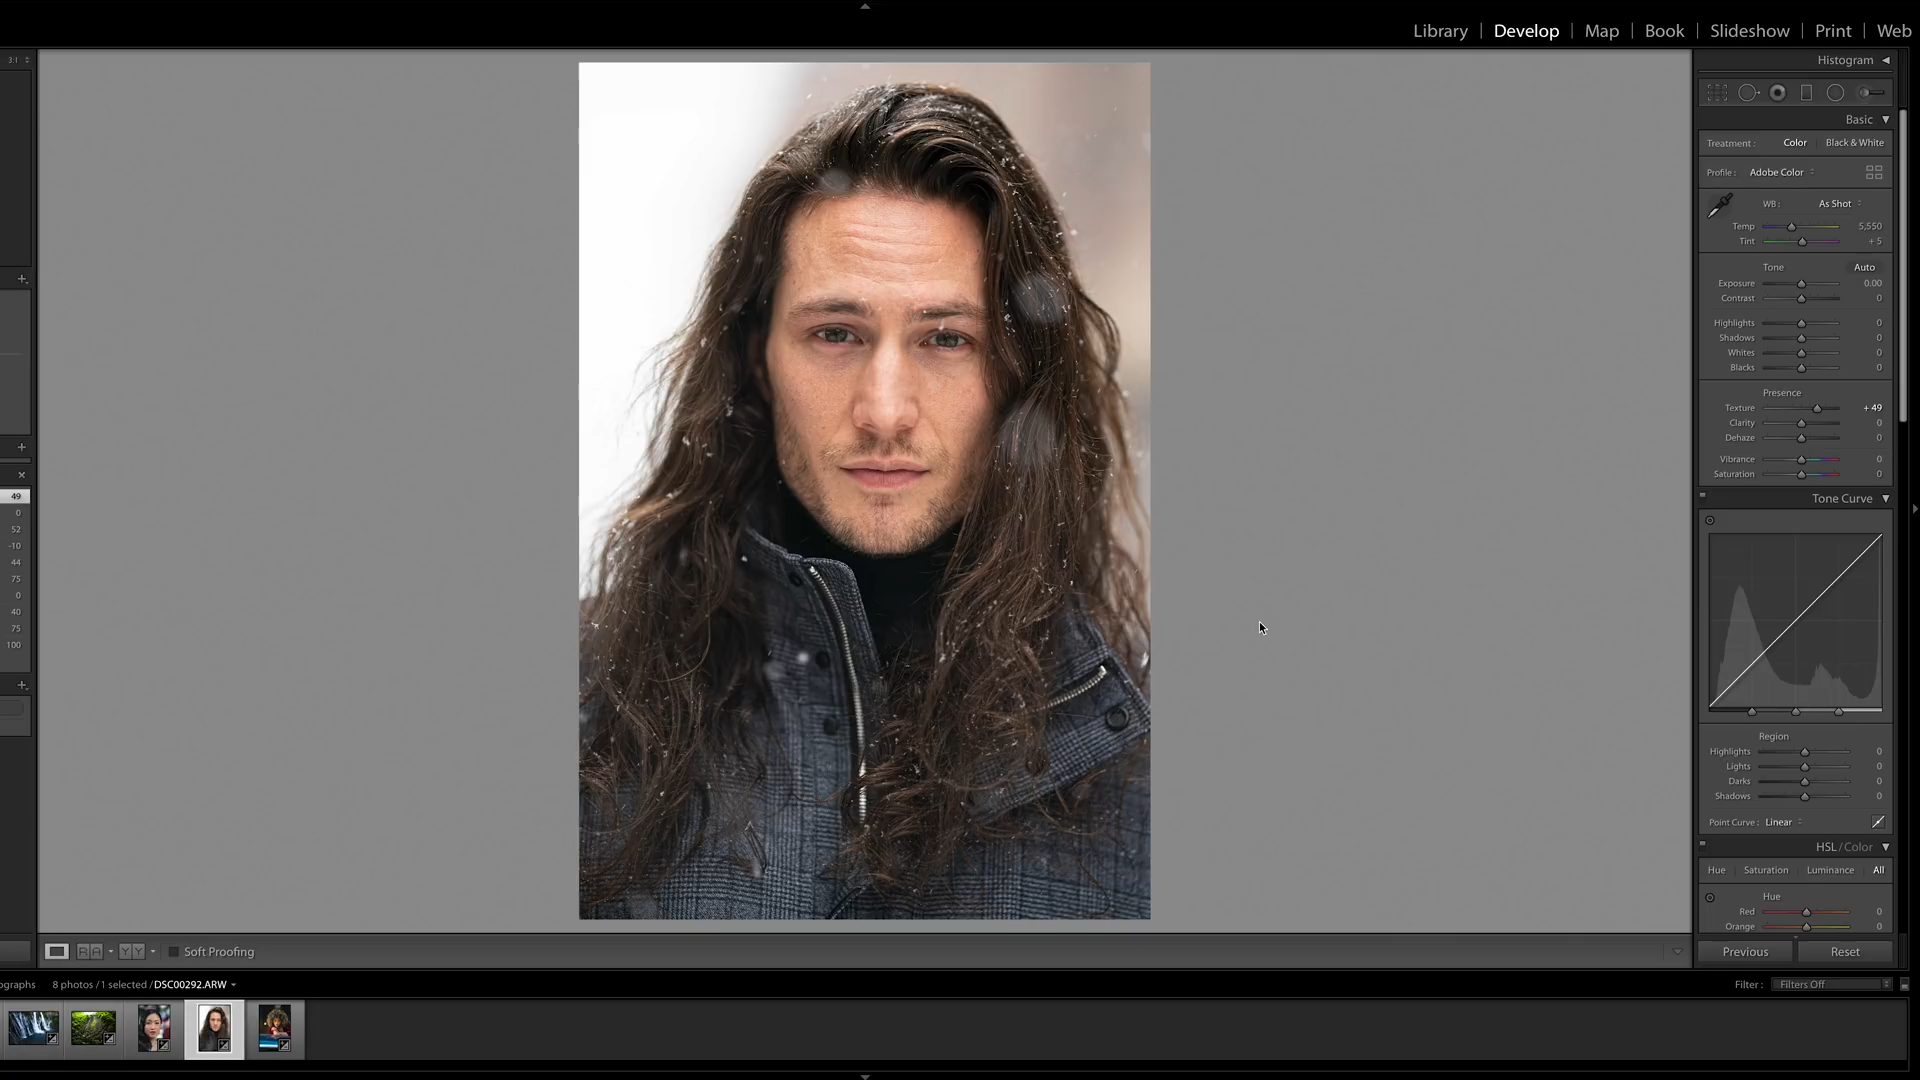 Library | Develop | Map | Book | Slideshow | Print | Web
3:1
Histogram
Basic
Treatment : Color Black & White
Profile : Adobe Color
WB : As Shot
Temp 5,550
Tint + 5
Tone Auto
Exposure 0.00
Contrast 0
Highlights 0
Shadows 0
Whites 0
Blacks 0
Presence
Texture + 49
Clarity 0
Dehaze 0
Vibrance 0
Saturation 0
49
0
52
-10
44
75
0
40
75
100
Tone Curve
Region
Highlights 0
Lights 0
Darks 0
Shadows 0
Point Curve : Linear
HSL / Color
Hue Saturation Luminance All
Hue
Red 0
Orange 0
R A Y Y Soft Proofing
Previous Reset
ographs 8 photos / 1 selected / DSC00292.ARW
Filter : Filters Off